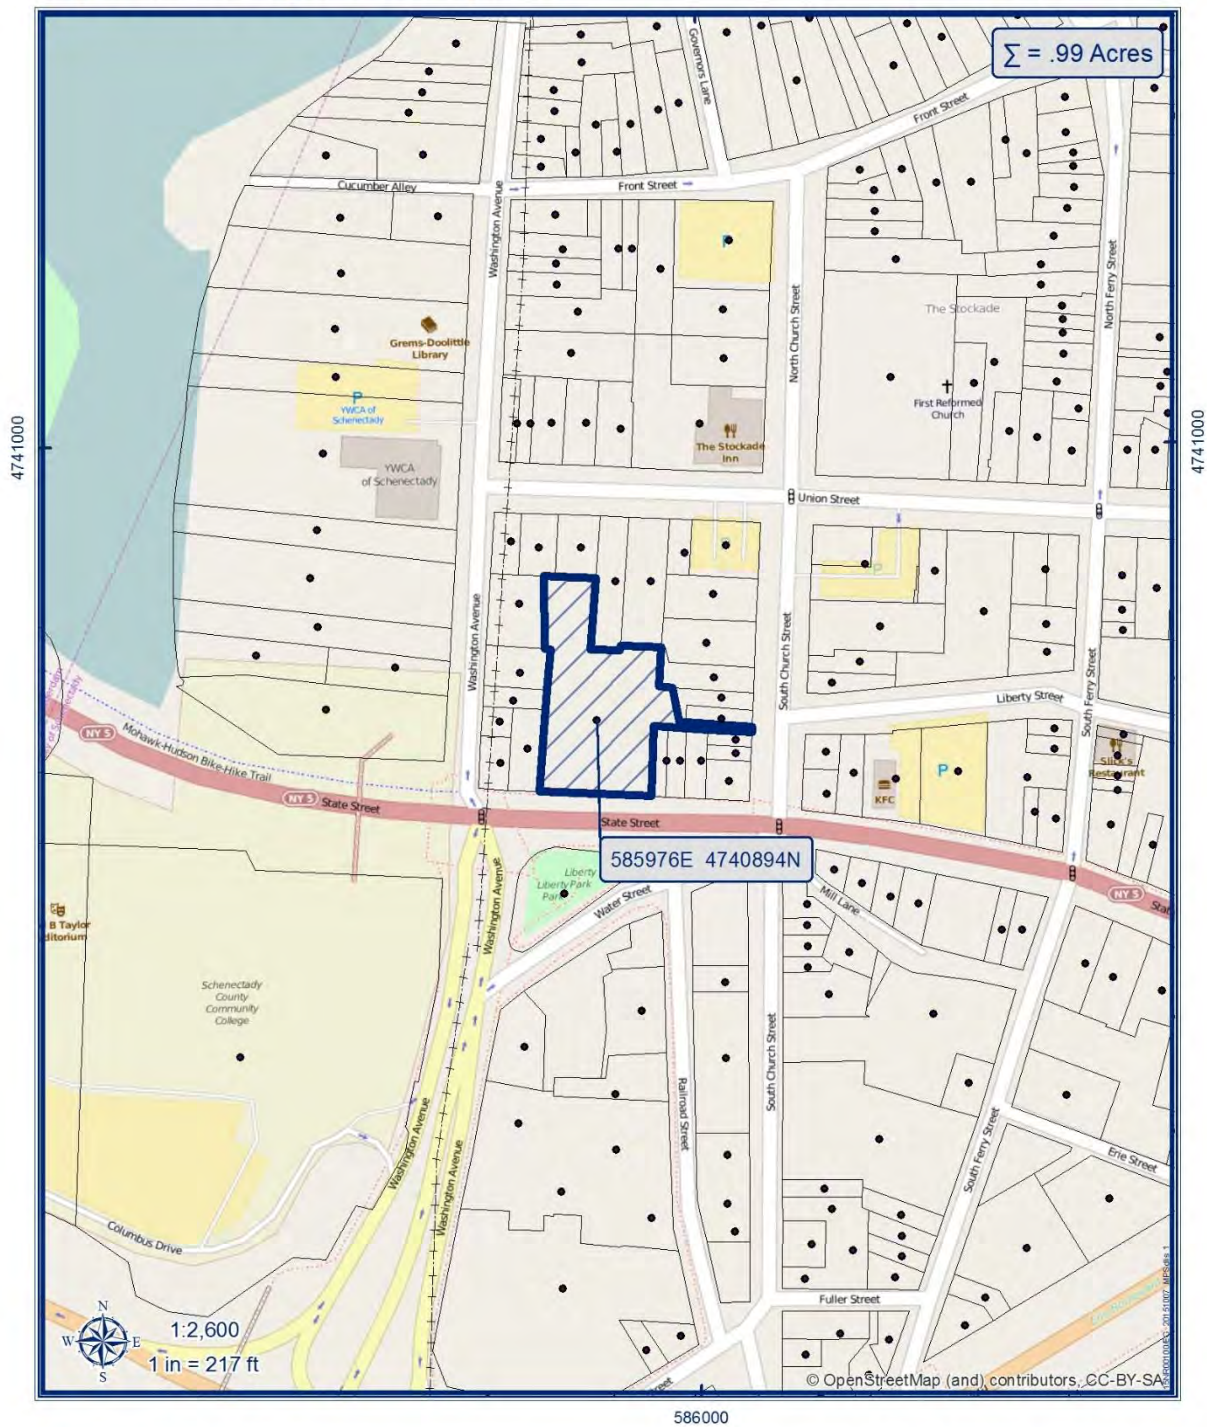 ∑ = .99 Acres
Governors Lane
Front Street
Cucumber Alley
Front Street
Washington Avenue
North Church Street
North Ferry Street
The Stockade
Grems-Doolittle
Library
P
P
YWCA of
Schenectady
First Reformed
Church
The Stockade
Inn
4741000
4741000
YWCA
of Schenectady
Union Street
P
P
Washington Avenue
South Church Street
South Ferry Street
Liberty Street
NY 5
Mohawk-Hudson Bike-Hike Trail
NY 5
State Street
State Street
KFC
P
Slick's
Restaurant
585976E 4740894N
Liberty
Liberty Park
Park
Water Street
Mill Lane
NY 5
B Taylor
ditorium
Washington Avenue
Schenectady
County
Community
College
Railroad Street
South Church Street
South Ferry Street
Erie Street
Washington Avenue
Washington Avenue
Columbus Drive
Fuller Street
N
W E
S
1:2,600
1 in = 217 ft
© OpenStreetMap (and) contributors, CC-BY-SA
586000